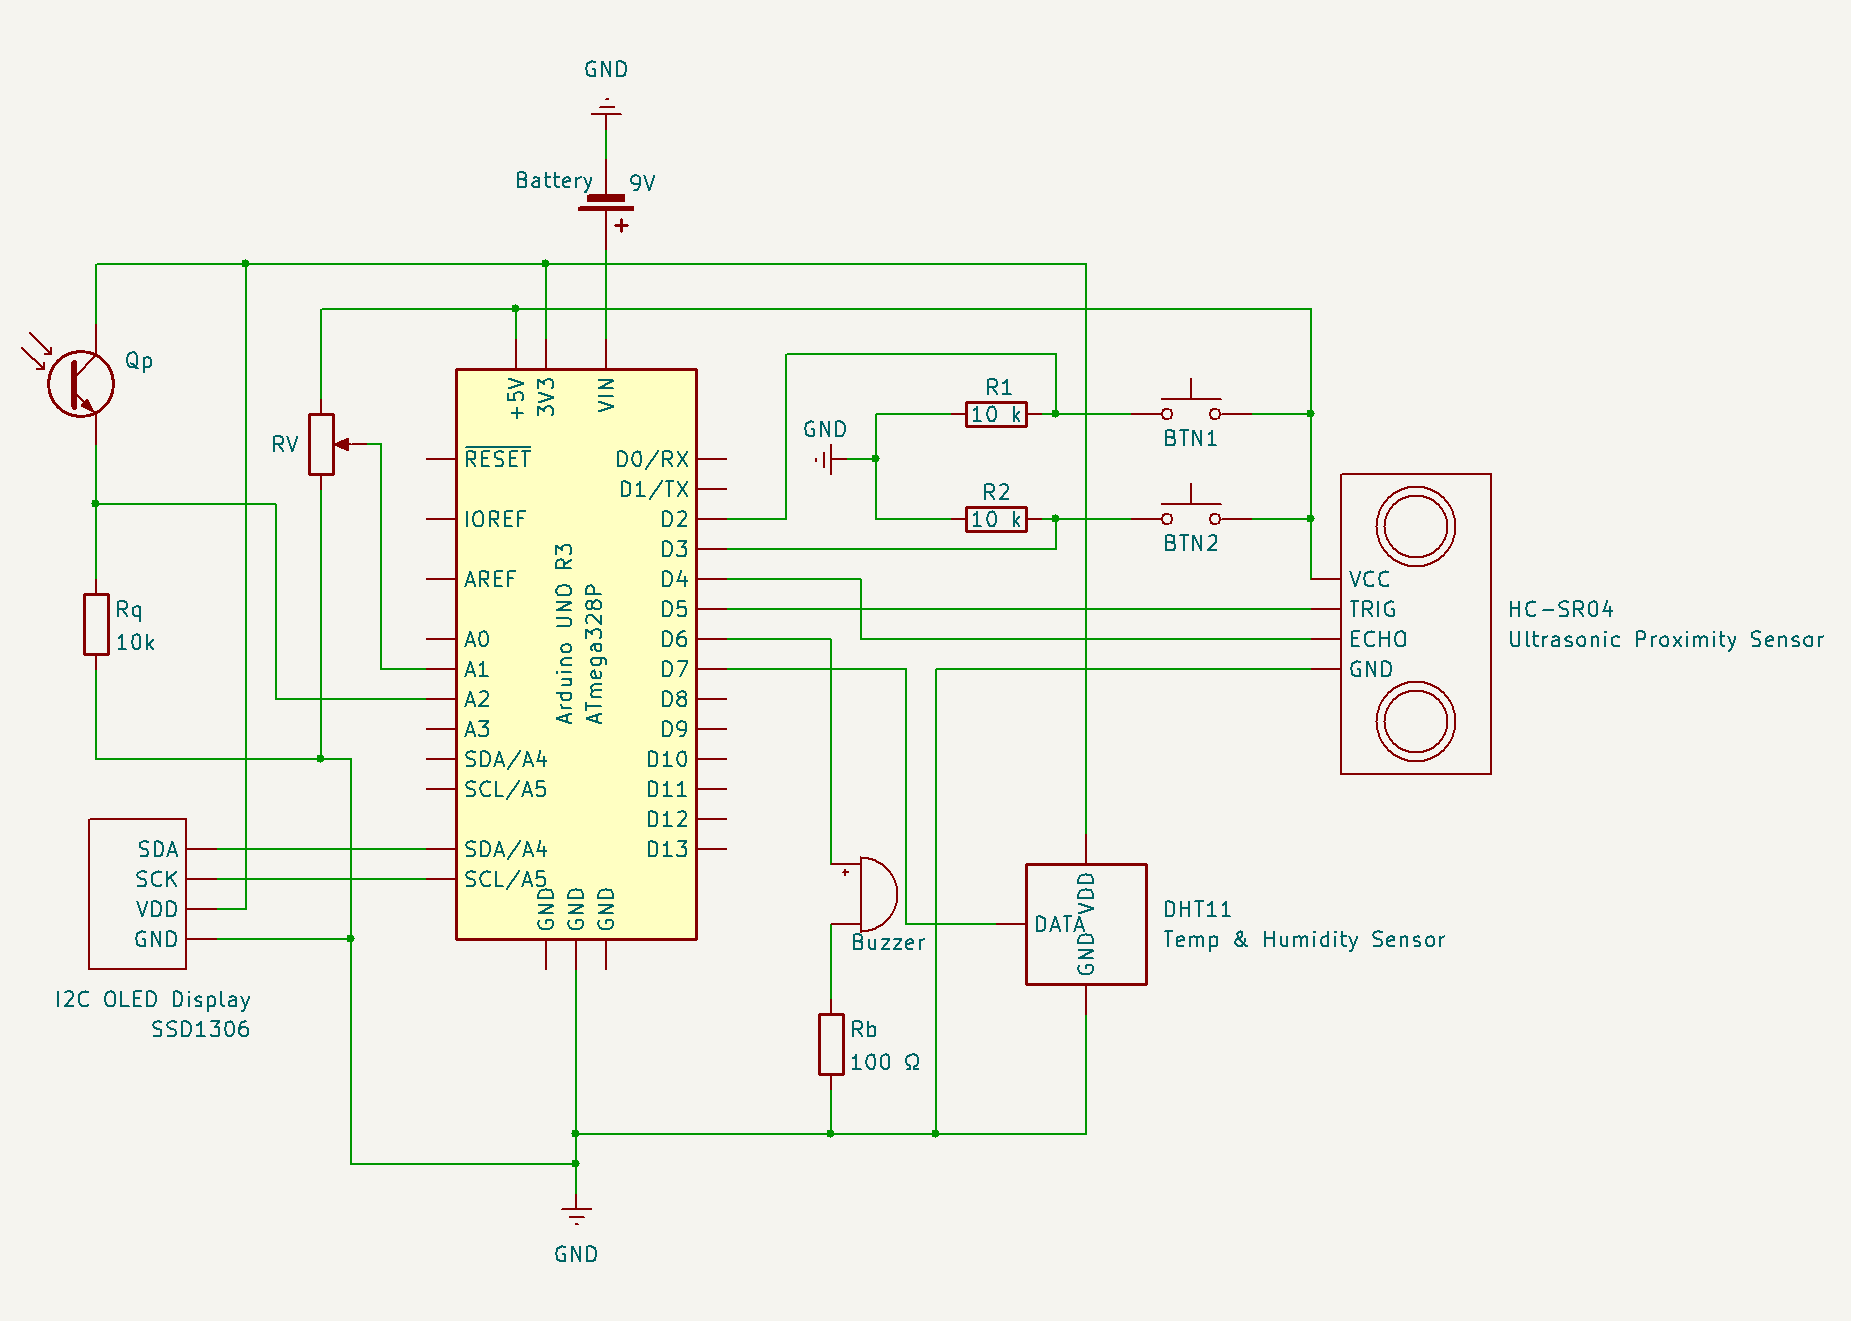 GND
Battery
9V
+
Qp
RV
+5V
3V3
VIN
RESET
IOREF
AREF
A0
A1
A2
A3
SDA/A4
SCL/A5
SDA/A4
SCL/A5
Arduino UNO R3
ATmega328P
D0/RX
D1/TX
D2
D3
D4
D5
D6
D7
D8
D9
D10
D11
D12
D13
GND
GND
GND
GND
R1
10 k
R2
10 k
BTN1
BTN2
VCC
TRIG
ECHO
GND
HC-SR04
Ultrasonic Proximity Sensor
Rq
10k
SDA
SCK
VDD
GND
I2C OLED Display
SSD1306
+
Buzzer
Rb
100 Ω
VDD
DATA
GND
DHT11
Temp & Humidity Sensor
GND